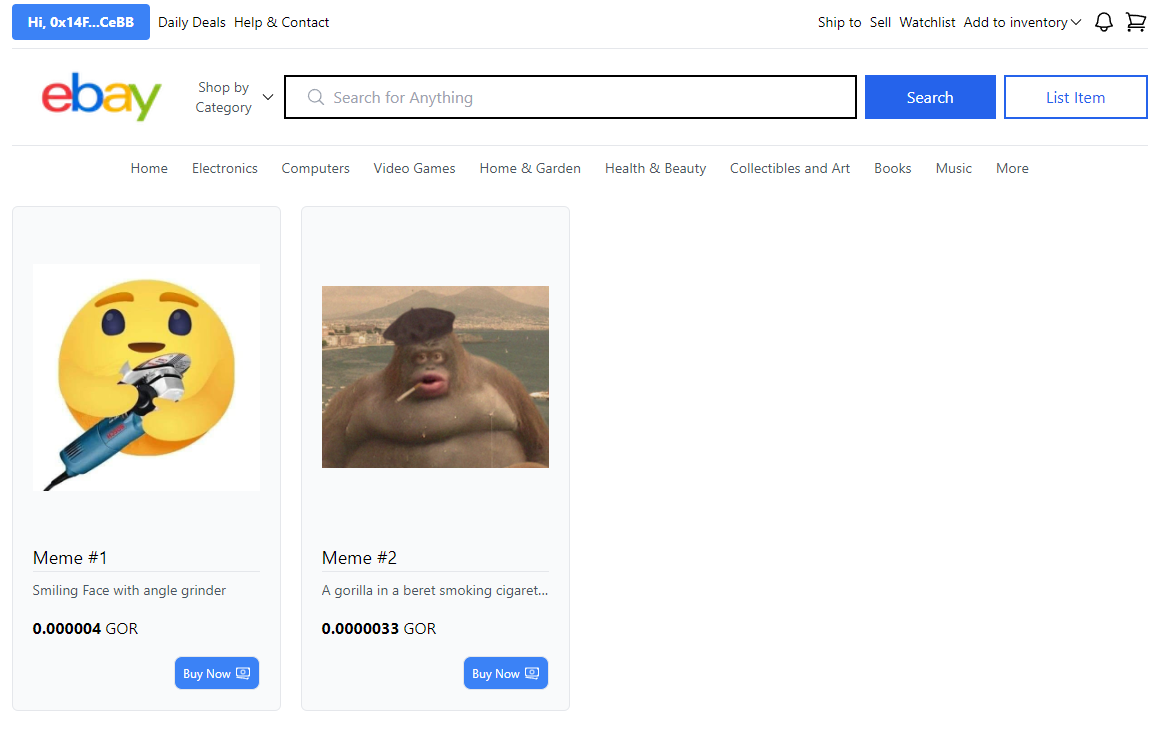 Hi, 0x14F...CeBB Daily Deals Help & Contact Ship to Sell Watchlist Add to inventory
ebay
Shop by
Category
Search for Anything
Search
List Item
Home Electronics Computers Video Games Home & Garden Health & Beauty Collectibles and Art Books Music More
Meme #1
Smiling Face with angle grinder
0.000004 GOR
Buy Now
Meme #2
A gorilla in a beret smoking cigaret...
0.0000033 GOR
Buy Now